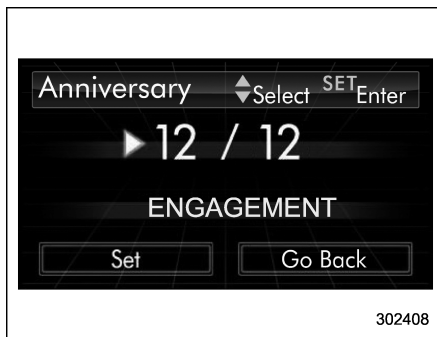 Anniversary Select SET Enter
12 / 12
ENGAGEMENT
Set Go Back
302408